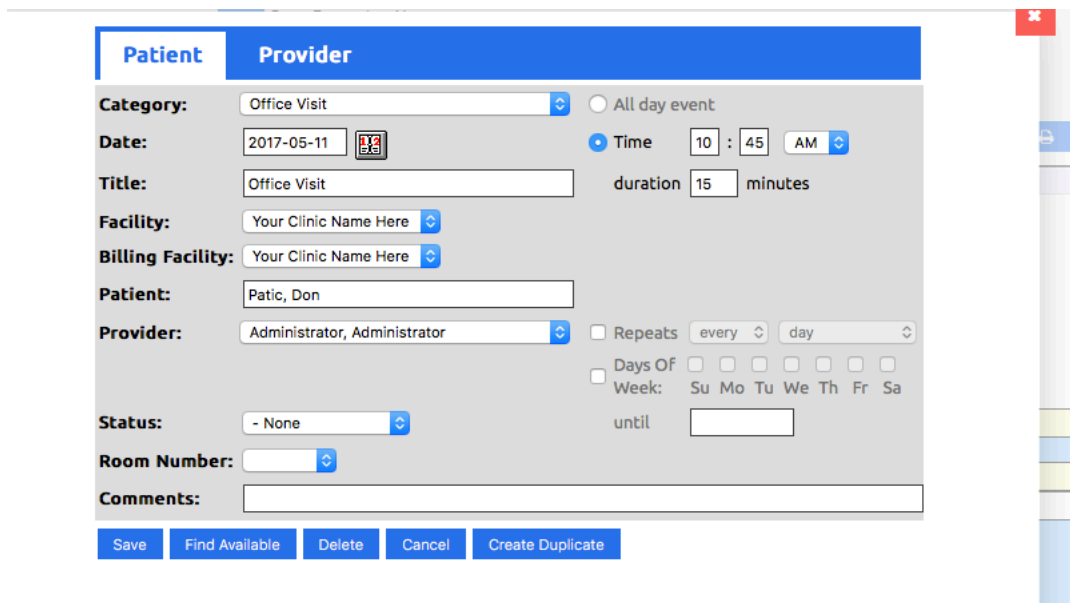 Patient Provider
Category: Office Visit All day event
Date: 2017-05-11 Time 10 : 45 AM
Title: Office Visit duration 15 minutes
Facility: Your Clinic Name Here
Billing Facility: Your Clinic Name Here
Patient: Patic, Don
Provider: Administrator, Administrator Repeats every day
Days Of
Week: Su Mo Tu We Th Fr Sa
Status: - None until
Room Number:
Comments:
Save Find Available Delete Cancel Create Duplicate